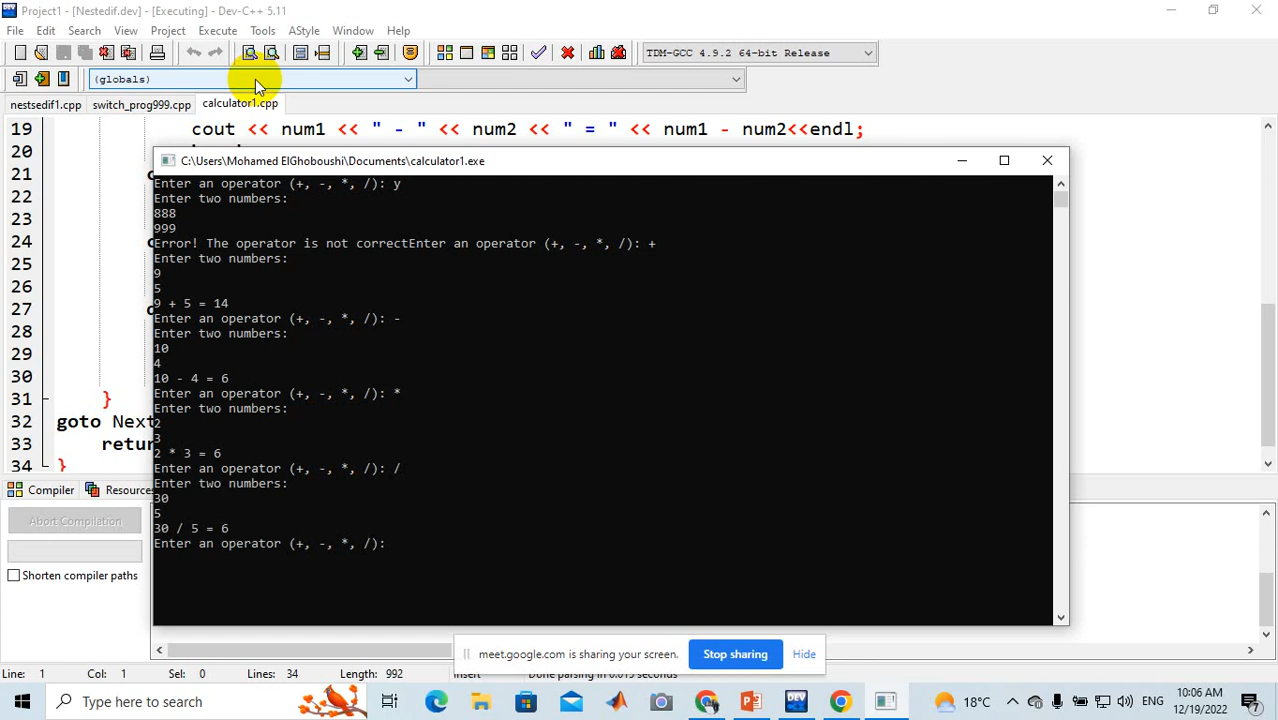 Project1 - [Nestedif.dev] - [Executing] - Dev-C++ 5.11
File Edit Search View Project Execute Tools AStyle Window Help
TDM-GCC 4.9.2 64-bit Release
(globals)
nestsedif1.cpp switch_prog999.cpp calculator1.cpp
19 cout << num1 << " - " << num2 << " = " << num1 - num2<<endl;
20
C:\Users\Mohamed ElGhoboushi\Documents\calculator1.exe
21
Enter an operator (+, -, *, /): y
22 Enter two numbers:
888
23 999
24 Error! The operator is not correctEnter an operator (+, -, *, /): +
25 Enter two numbers:
9
26 5
27 9 + 5 = 14
Enter an operator (+, -, *, /): -
28 Enter two numbers:
29 10
4
30 10 - 4 = 6
31 } Enter an operator (+, -, *, /): *
Enter two numbers:
32 goto Next
2
33 retur
3
2 * 3 = 6
34 }
Enter an operator (+, -, *, /): /
Compiler Resources Enter two numbers:
30
5
Abort Compilation
30 / 5 = 6
Enter an operator (+, -, *, /):
Shorten compiler paths
meet.google.com is sharing your screen. Stop sharing Hide
Line: 1 Col: 1 Sel: 0 Lines: 34 Length: 992 Insert Done parsing in 0.015 seconds
Type here to search 18°C ENG 10:06 AM
12/19/2022 7